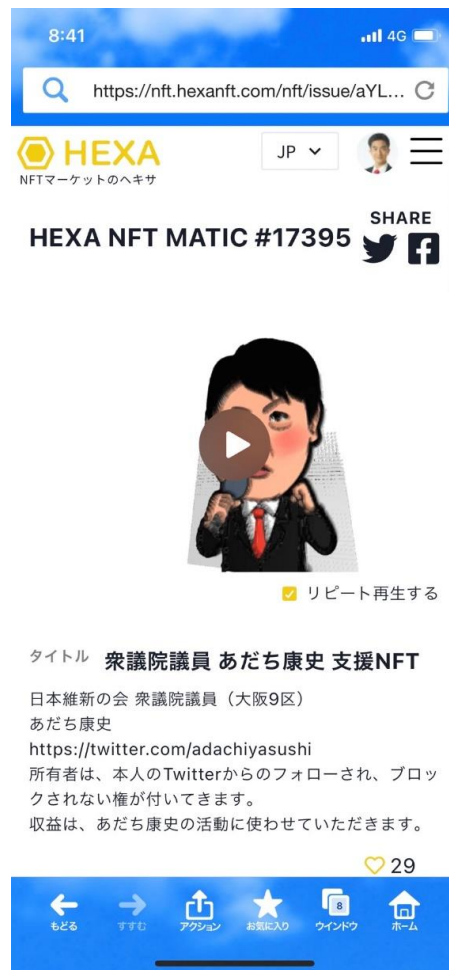 8:41
4G
https://nft.hexanft.com/nft/issue/aYL...
HEXA
NFTマーケットのヘキサ
JP
HEXA NFT MATIC #17395
SHARE
リピート再生する
タイトル 衆議院議員 あだち康史 支援NFT
日本維新の会 衆議院議員（大阪9区）
あだち康史
https://twitter.com/adachiyasushi
所有者は、本人のTwitterからのフォローされ、ブロッ
クされない権が付いてきます。
収益は、あだち康史の活動に使わせていただきます。
29
もどる
すすむ
アクション
お気に入り
8
ウインドウ
ホーム